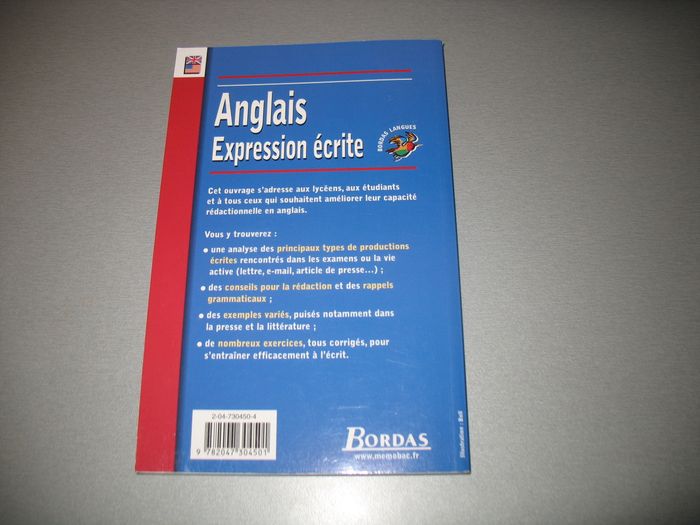 Anglais
Expression écrite
BORDAS LANGUES
Cet ouvrage s'adresse aux lycéens, aux étudiants
et à tous ceux qui souhaitent améliorer leur capacité
rédactionnelle en anglais.
Vous y trouverez :
• une analyse des principaux types de productions
écrites rencontrés dans les examens ou la vie
active (lettre, e-mail, article de presse...) ;
• des conseils pour la rédaction et des rappels
grammaticaux ;
• des exemples variés, puisés notamment dans
la presse et la littérature ;
• de nombreux exercices, tous corrigés, pour
s'entraîner efficacement à l'écrit.
2-04-730450-4
9 782047 304501
BORDAS
www.memobac.fr
Illustration : Bell